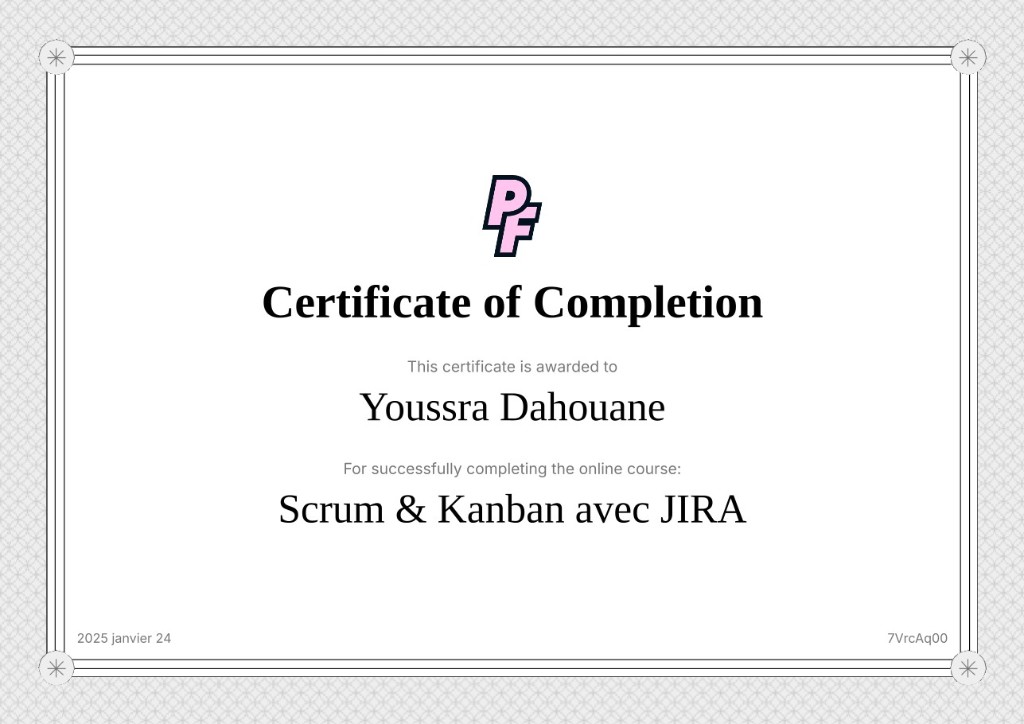 PF
Certificate of Completion
This certificate is awarded to
Youssra Dahouane
For successfully completing the online course:
Scrum & Kanban avec JIRA
2025 janvier 24
7VrcAq00